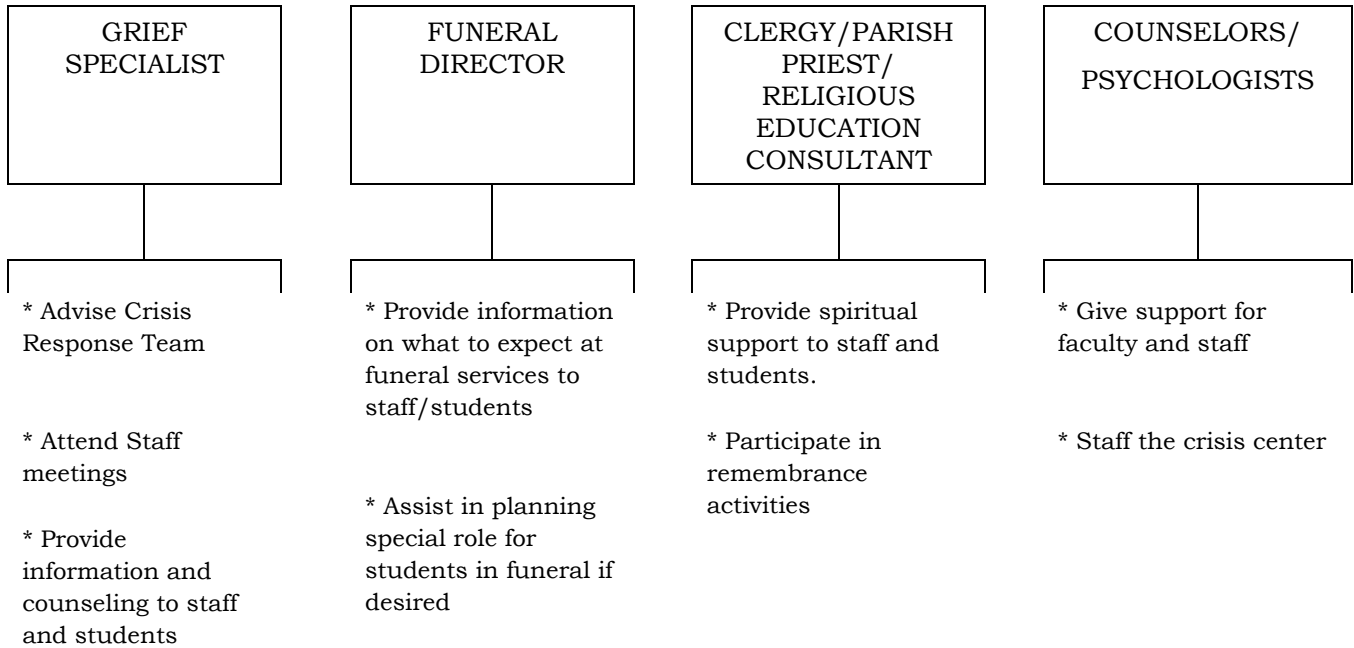 GRIEF
SPECIALIST
* Advise Crisis
Response Team
* Attend Staff
meetings
* Provide
information and
counseling to staff
and students
FUNERAL
DIRECTOR
* Provide information
on what to expect at
funeral services to
staff/students
* Assist in planning
special role for
students in funeral if
desired
CLERGY/PARISH
PRIEST/
RELIGIOUS
EDUCATION
CONSULTANT
* Provide spiritual
support to staff and
students.
* Participate in
remembrance
activities
COUNSELORS/
PSYCHOLOGISTS
* Give support for
faculty and staff
* Staff the crisis center